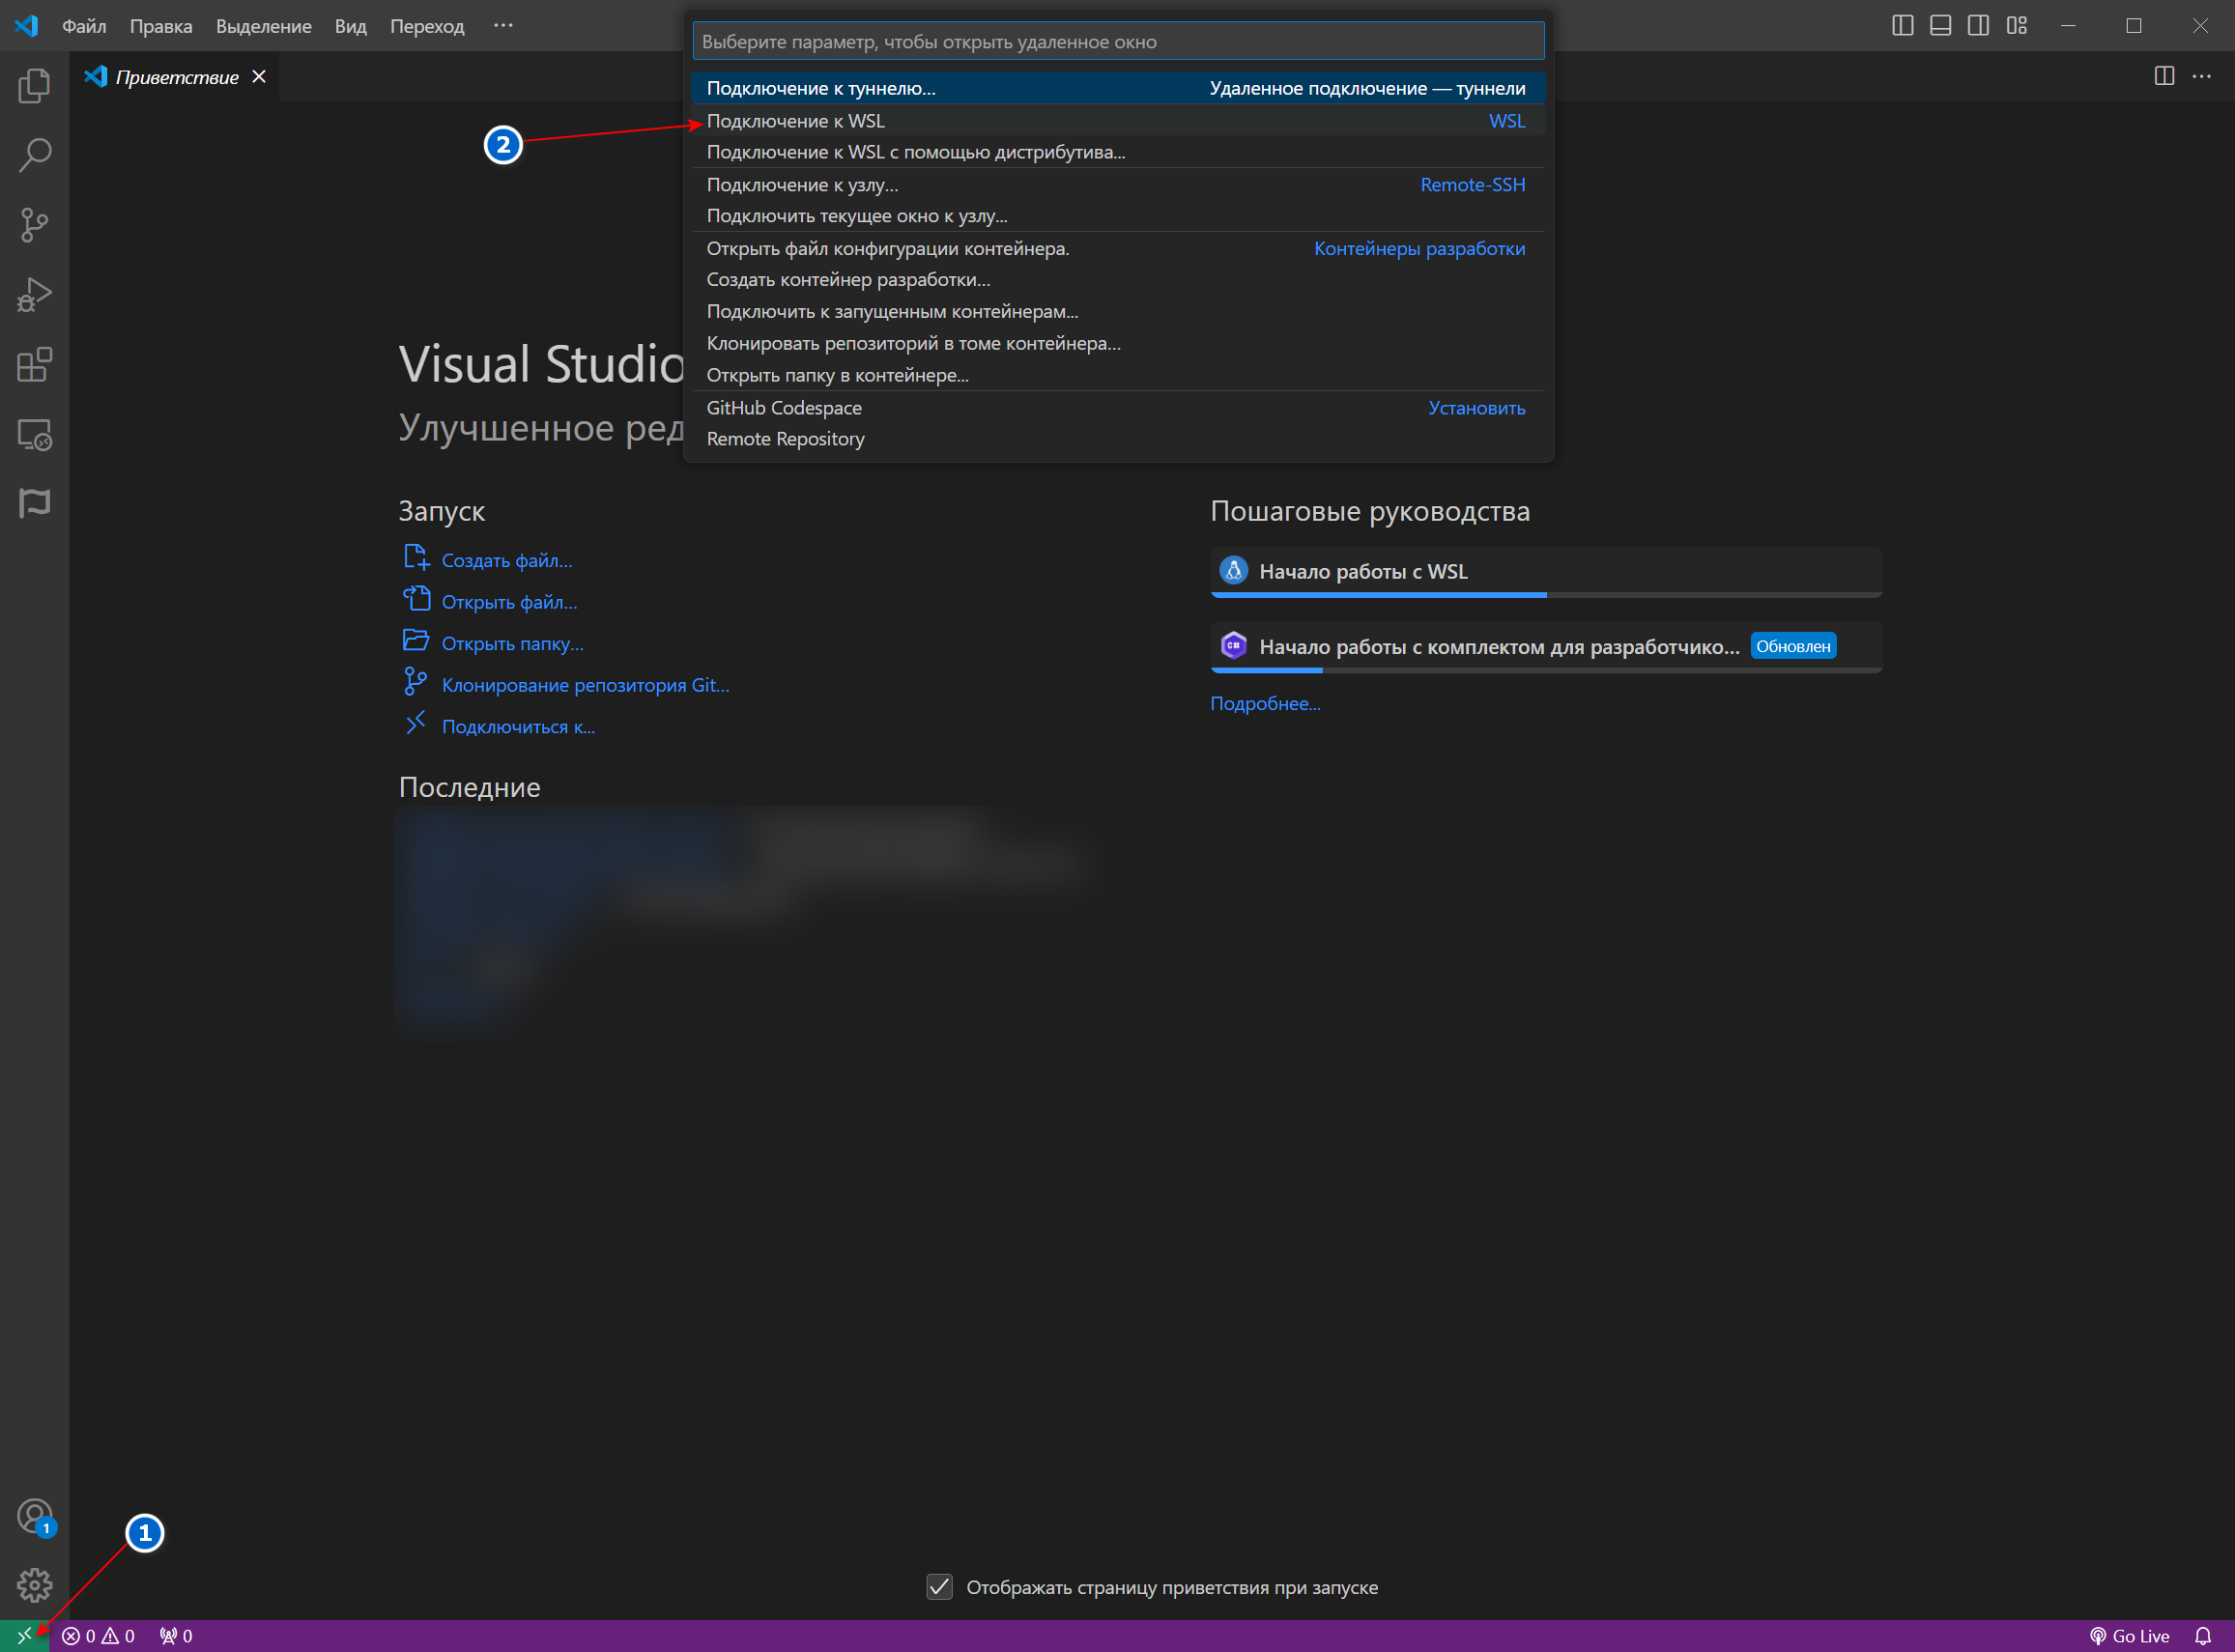 Файл Правка Выделение Вид Переход ...
Приветствие
Выберите параметр, чтобы открыть удаленное окно
Подключение к туннелю... Удаленное подключение — туннели
Подключение к WSL WSL
Подключение к WSL с помощью дистрибутива...
Подключение к узлу... Remote-SSH
Подключить текущее окно к узлу...
Открыть файл конфигурации контейнера. Контейнеры разработки
Создать контейнер разработки...
Подключить к запущенным контейнерам...
Клонировать репозиторий в томе контейнера...
Открыть папку в контейнере...
GitHub Codespace Установить
Remote Repository
2
Visual Studio
Улучшенное ред
Запуск
Создать файл...
Открыть файл...
Открыть папку...
Клонирование репозитория Git...
Подключиться к...
Последние
Пошаговые руководства
Начало работы с WSL
C# Начало работы с комплектом для разработчико... Обновлен
Подробнее...
1
1
Отображать страницу приветствия при запуске
0 0 0 Go Live